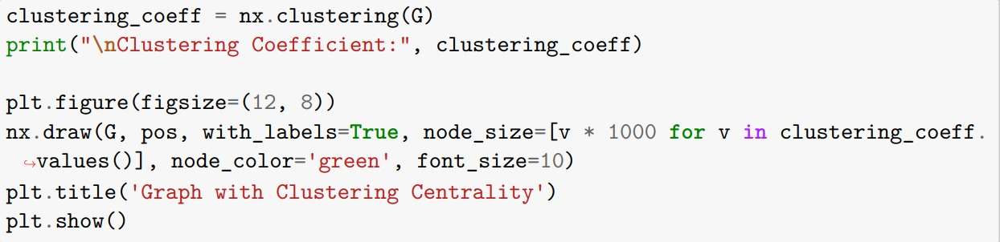 clustering_coeff = nx.clustering(G)
print("\nClustering Coefficient:", clustering_coeff)
plt.figure(figsize=(12, 8))
nx.draw(G, pos, with_labels=True, node_size=[v * 1000 for v in clustering_coeff.
↪values()], node_color='green', font_size=10)
plt.title('Graph with Clustering Centrality')
plt.show()